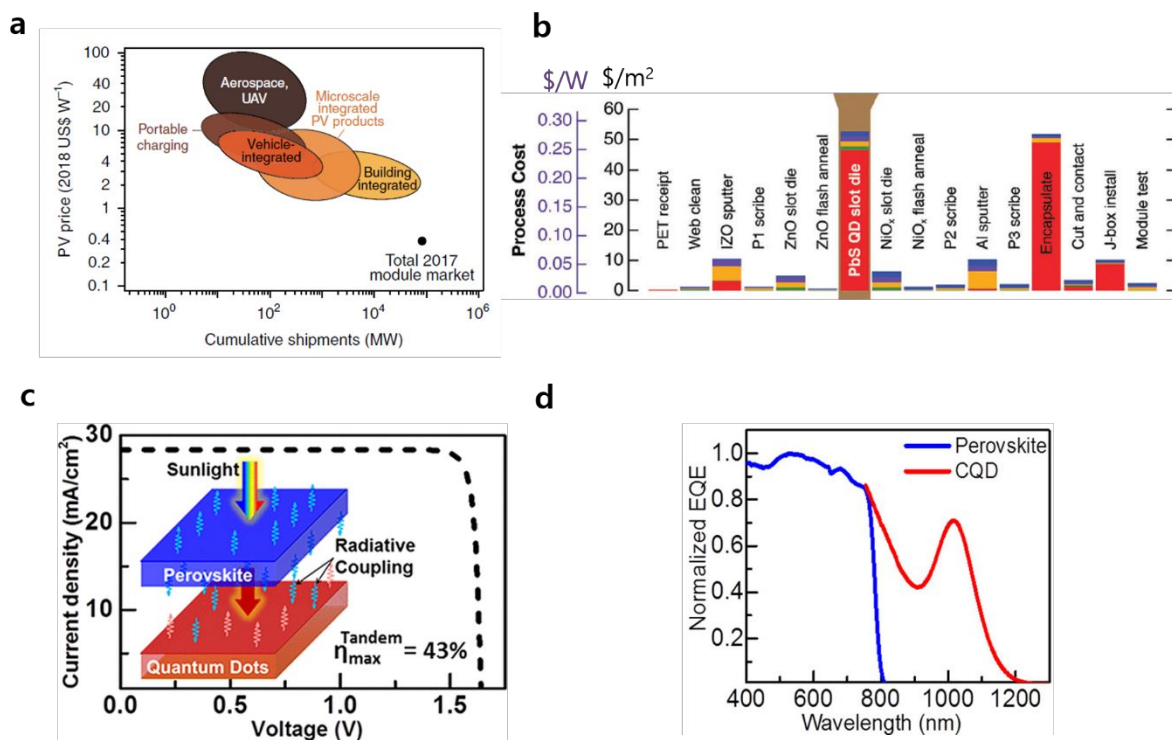 a
100
40
20
10
4
2
1
0.4
0.2
0.1
PV price (2018 US$ W⁻¹)
Aerospace,
UAV
Microscale
integrated
PV products
Portable
charging
Vehicle-
integrated
Building
integrated
Total 2017
module market
10⁰
10²
10⁴
10⁶
Cumulative shipments (MW)
b
$/W $/m²
Process Cost
0.30
0.25
0.20
0.15
0.10
0.05
0.00
60
50
40
30
20
10
0
PET receipt
Web clean
IZO sputter
P1 scribe
ZnO slot die
ZnO flash anneal
PbS QD slot die
NiOₓ slot die
NiOₓ flash anneal
P2 scribe
Al sputter
P3 scribe
Encapsulate
Cut and contact
J-box install
Module test
c
Current density (mA/cm²)
30
20
10
Sunlight
Radiative
Coupling
Perovskite
Quantum Dots
η Tandem max = 43%
0.0
0.5
1.0
1.5
Voltage (V)
d
Normalized EQE
1.0
0.8
0.6
0.4
0.2
Perovskite
CQD
400
600
800
1000
1200
Wavelength (nm)